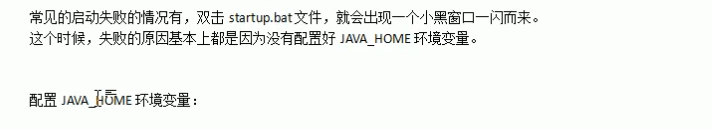 常见的启动失败的情况有，双击 startup.bat 文件，就会出现一个小黑窗口一闪而来。
这个时候，失败的原因基本上都是因为没有配置好 JAVA_HOME 环境变量。
配置 JAVA_HOME 环境变量：